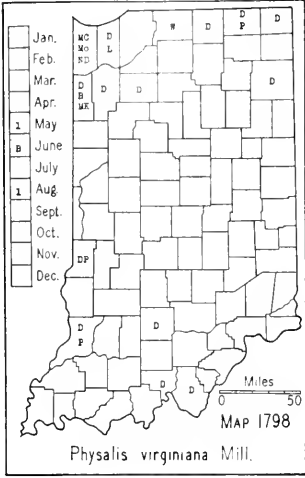 Jan.
Feb.
Mar.
Apr.
1 May
B June
July
1 Aug.
Sept.
Oct.
Nov.
Dec.
MC
Mo
ND
D
L
W
D
D
P
D
D
B
MK
D
D
D
DP
D
P
D
D
D
Miles
0 50
MAP 1798
Physalis virginiana Mill.